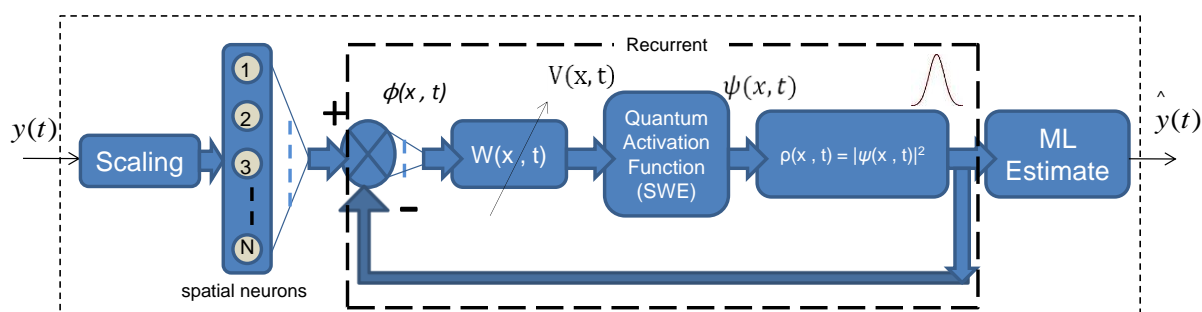 Recurrent
y(t)
Scaling
1
2
3
N
spatial neurons
+
-
ϕ(x , t)
W(x , t)
V(x, t)
Quantum
Activation
Function
(SWE)
ψ(x, t)
ρ(x , t) = |ψ(x , t)|²
ML
Estimate
ŷ(t)